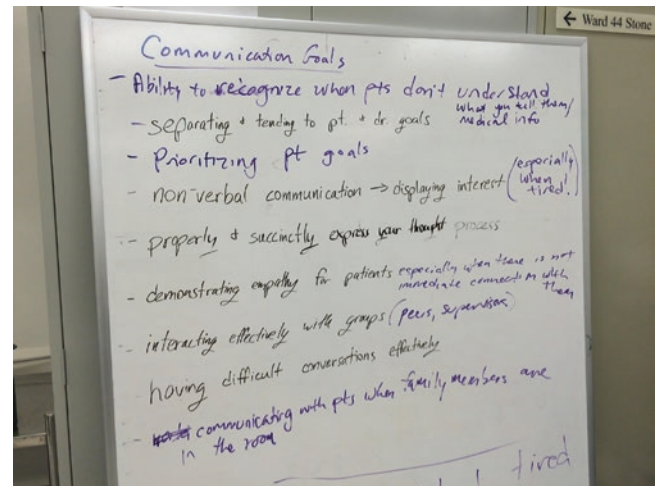 ← Ward 44 Stone
Communication Goals
- Ability to recognize when pts don't understand
what you tell them/
medical info
- separating + tending to pt. + dr. goals
- Prioritizing pt goals
- non-verbal communication → displaying interest (especially
when
tired!)
- properly + succinctly express your thought process
- demonstrating empathy for patients especially when there is not
immediate connection with
them
- interacting effectively with groups (peers, supervisors)
having difficult conversations effectively
- communicating with pts when family members are
in the room
tired